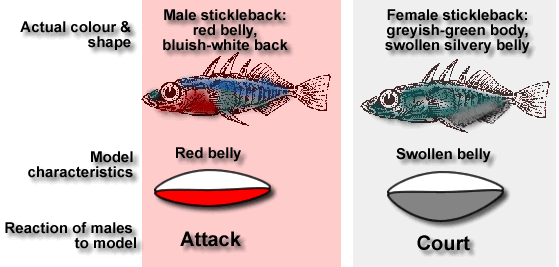 Actual colour &
shape
Male stickleback:
red belly,
bluish-white back
Female stickleback:
greyish-green body,
swollen silvery belly
Model
characteristics
Red belly
Swollen belly
Reaction of males
to model
Attack
Court